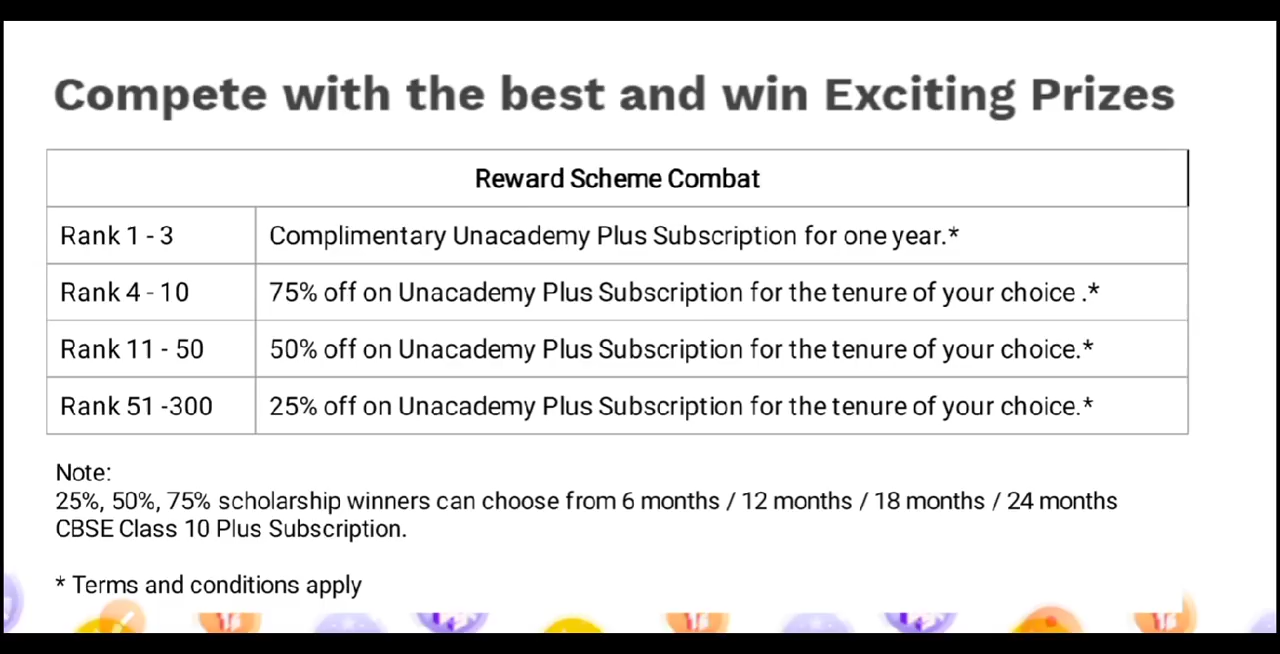 Compete with the best and win Exciting Prizes
Reward Scheme Combat
Rank 1 - 3 Complimentary Unacademy Plus Subscription for one year.*
Rank 4 - 10 75% off on Unacademy Plus Subscription for the tenure of your choice .*
Rank 11 - 50 50% off on Unacademy Plus Subscription for the tenure of your choice.*
Rank 51 -300 25% off on Unacademy Plus Subscription for the tenure of your choice.*
Note:
25%, 50%, 75% scholarship winners can choose from 6 months / 12 months / 18 months / 24 months
CBSE Class 10 Plus Subscription.
* Terms and conditions apply